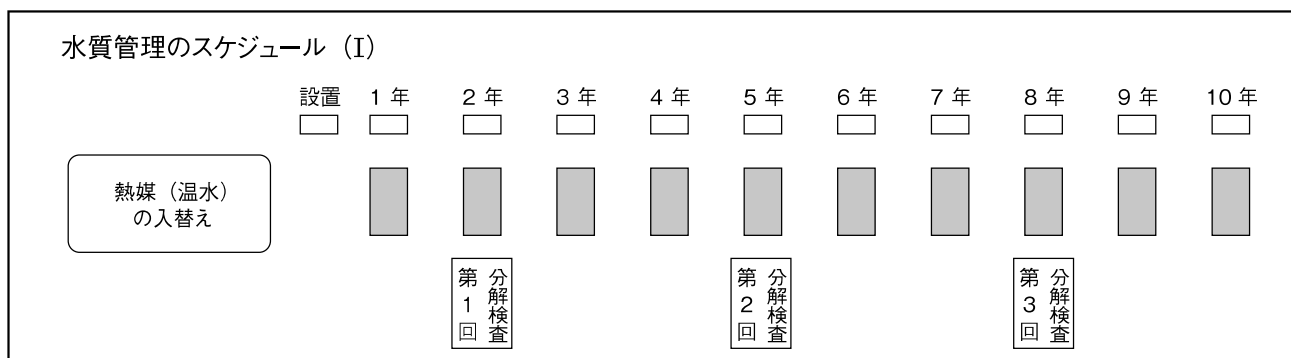 水質管理のスケジュール（Ⅰ）
設置 1年 2年 3年 4年 5年 6年 7年 8年 9年 10年
熱媒（温水）
の入替え
分解検査
第1回
分解検査
第2回
分解検査
第3回